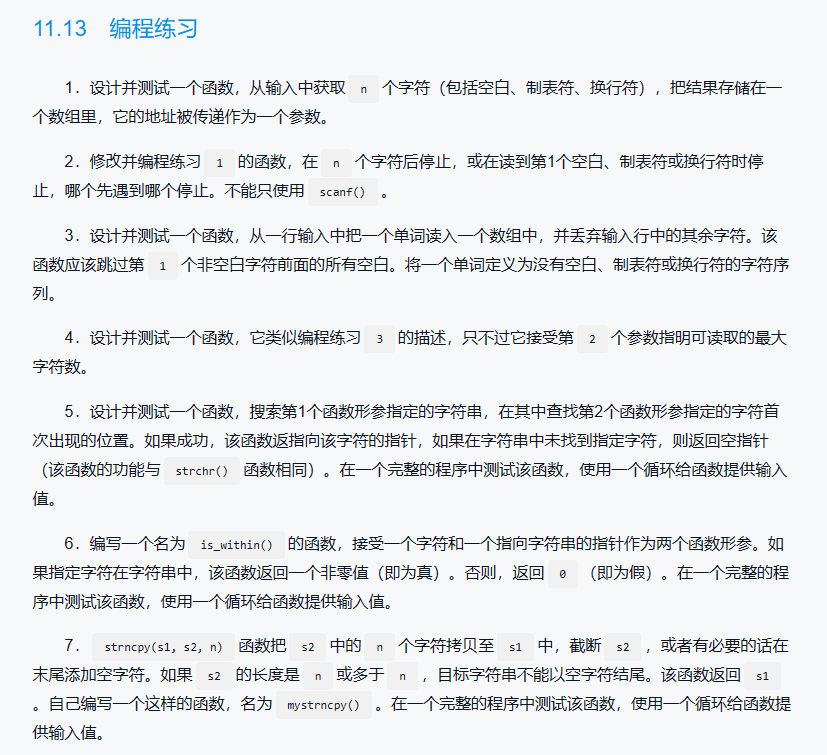 11.13 编程练习
1．设计并测试一个函数，从输入中获取 n 个字符（包括空白、制表符、换行符），把结果存储在一
个数组里，它的地址被传递作为一个参数。
2．修改并编程练习 1 的函数，在 n 个字符后停止，或在读到第1个空白、制表符或换行符时停
止，哪个先遇到哪个停止。不能只使用 scanf() 。
3．设计并测试一个函数，从一行输入中把一个单词读入一个数组中，并丢弃输入行中的其余字符。该
函数应该跳过第 1 个非空白字符前面的所有空白。将一个单词定义为没有空白、制表符或换行符的字符序
列。
4．设计并测试一个函数，它类似编程练习 3 的描述，只不过它接受第 2 个参数指明可读取的最大
字符数。
5．设计并测试一个函数，搜索第1个函数形参指定的字符串，在其中查找第2个函数形参指定的字符首
次出现的位置。如果成功，该函数返指向该字符的指针，如果在字符串中未找到指定字符，则返回空指针
（该函数的功能与 strchr() 函数相同）。在一个完整的程序中测试该函数，使用一个循环给函数提供输入
值。
6．编写一个名为 is_within() 的函数，接受一个字符和一个指向字符串的指针作为两个函数形参。如
果指定字符在字符串中，该函数返回一个非零值（即为真）。否则，返回 0 （即为假）。在一个完整的程
序中测试该函数，使用一个循环给函数提供输入值。
7． strncpy(s1, s2, n) 函数把 s2 中的 n 个字符拷贝至 s1 中，截断 s2 ，或者有必要的话在
末尾添加空字符。如果 s2 的长度是 n 或多于 n ，目标字符串不能以空字符结尾。该函数返回 s1
。自己编写一个这样的函数，名为 mystrncpy() 。在一个完整的程序中测试该函数，使用一个循环给函数提
供输入值。